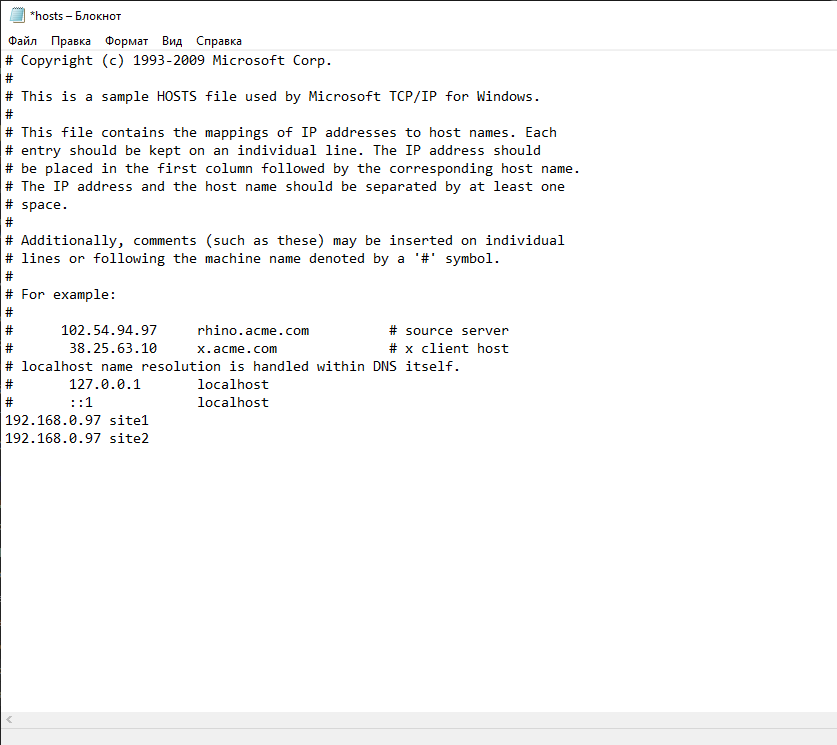 *hosts – Блокнот
Файл Правка Формат Вид Справка
# Copyright (c) 1993-2009 Microsoft Corp.
#
# This is a sample HOSTS file used by Microsoft TCP/IP for Windows.
#
# This file contains the mappings of IP addresses to host names. Each
# entry should be kept on an individual line. The IP address should
# be placed in the first column followed by the corresponding host name.
# The IP address and the host name should be separated by at least one
# space.
#
# Additionally, comments (such as these) may be inserted on individual
# lines or following the machine name denoted by a '#' symbol.
#
# For example:
#
#      102.54.94.97     rhino.acme.com          # source server
#       38.25.63.10     x.acme.com              # x client host
# localhost name resolution is handled within DNS itself.
#       127.0.0.1       localhost
#       ::1             localhost
192.168.0.97 site1
192.168.0.97 site2